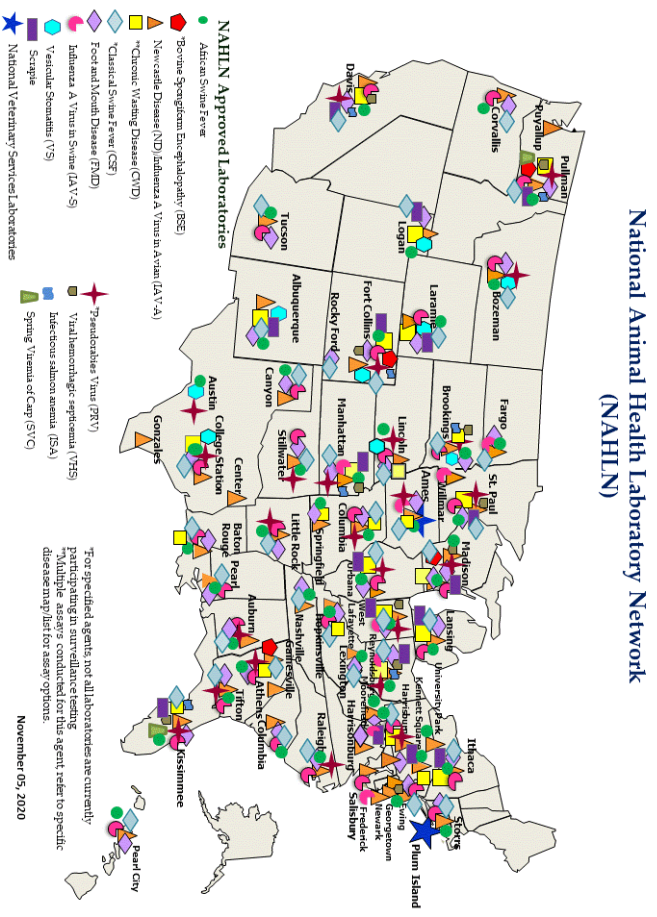 National Animal Health Laboratory Network
(NAHLN)
Pullman
Puyallup
Corvallis
Davis
Bozeman
Logan
Tucson
Laramie
Fort Collins
Rocky Ford
Albuquerque
Fargo
Brookings
Lincoln
Manhattan
Canyon
Stillwater
Austin
College Station
Gonzales
Center
St. Paul
Willmar
Ames
Columbia
Springfield
Little Rock
Baton
Rouge
Pearl
Madison
Urbana
West
Lafayette
Hopkinsville
Nashville
Auburn
Lansing
Reynoldsburg
Lexington
Gainesville
Athens
Tifton
Columbia
Raleigh
Kissimmee
University Park
Kennett Square
Harrisburg
Moorefield
Harrisonburg
Salisbury
Frederick
Newark
Georgetown
Ithaca
Storrs
Plum Island
Pearl City
NAHLN Approved Laboratories
African Swine Fever
*Bovine Spongiform Encephalopathy (BSE)
Newcastle Disease (ND)/Influenza A Virus in Avian (IAV-A)
**Chronic Wasting Disease (CWD)
*Classical Swine Fever (CSF)
Foot and Mouth Disease (FMD)
Influenza A Virus in Swine (IAV-S)
Vesicular Stomatitis (VS)
Scrapie
National Veterinary Services Laboratories
*Pseudorabies Virus (PRV)
Viral hemorrhagic septicemia (VHS)
Infectious salmon anemia (ISA)
Spring Viremia of Carp (SVC)
*For specified agents, not all laboratories are currently
participating in surveillance testing
**Multiple assays conducted for this agent, refer to specific
disease map/list for assay options.
November 05, 2020